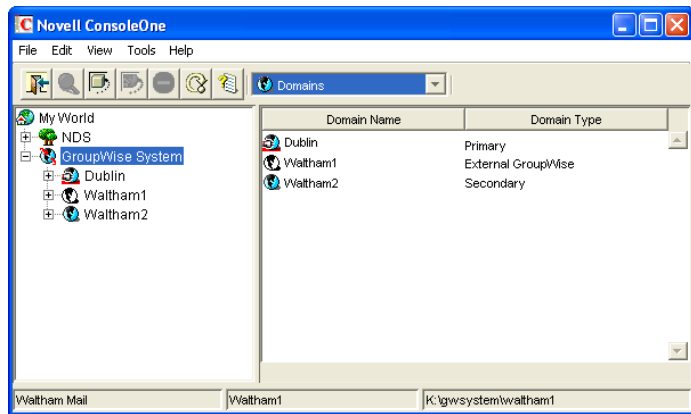 Novell ConsoleOne
File Edit View Tools Help
Domains
My World
NDS
GroupWise System
Dublin
Waltham1
Waltham2
Domain Name Domain Type
Dublin Primary
Waltham1 External GroupWise
Waltham2 Secondary
Waltham Mail Waltham1 K:\gwsystem\waltham1